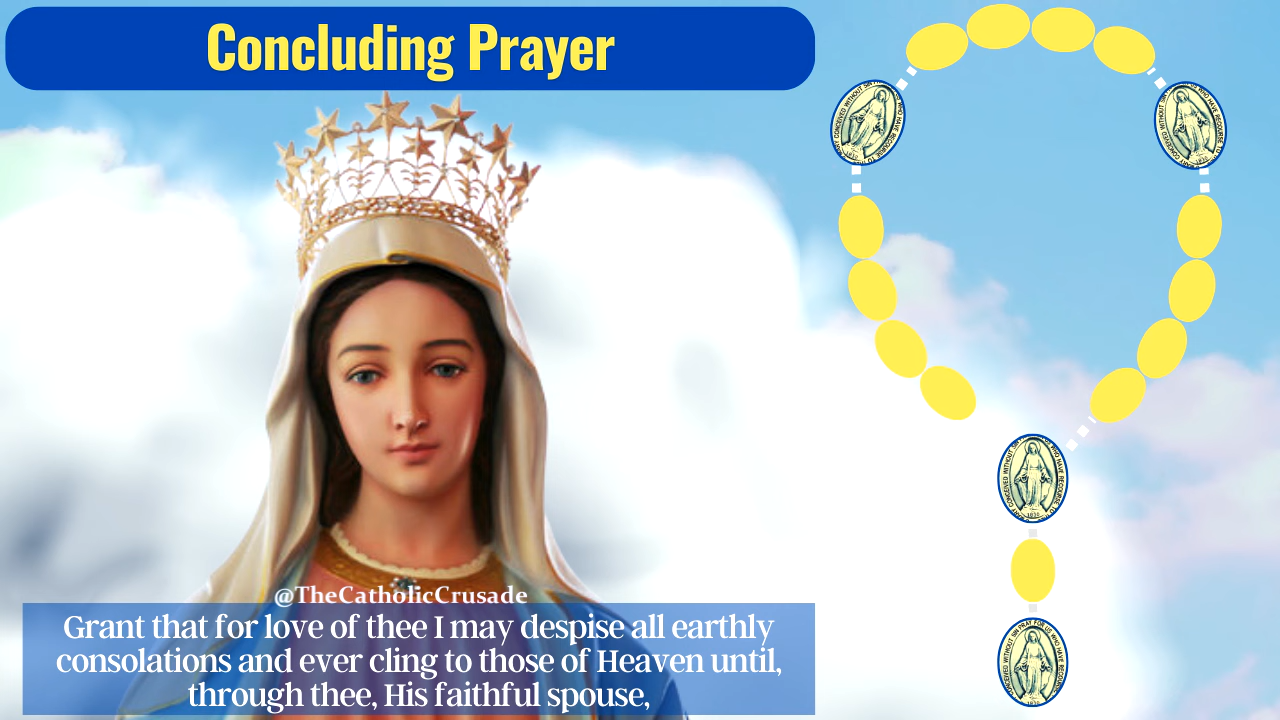 Concluding Prayer
@TheCatholicCrusade
Grant that for love of thee I may despise all earthly
consolations and ever cling to those of Heaven until,
through thee, His faithful spouse,